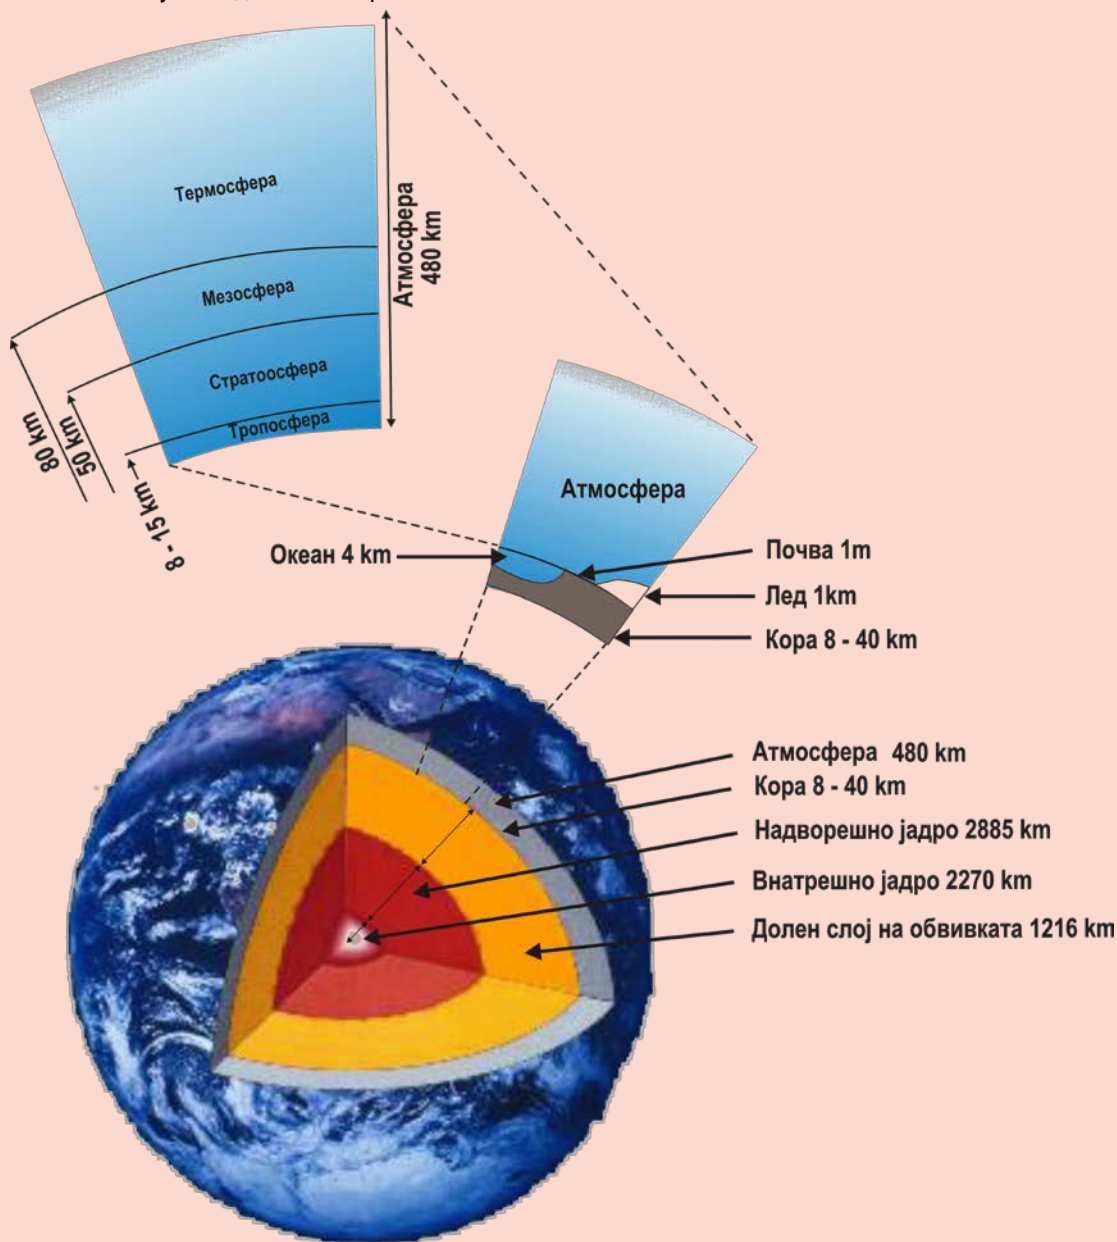 Термосфера
Мезосфера
Стратоосфера
Тропосфера
Атмосфера
480 km
80 km
50 km
8 - 15 km
Атмосфера
Океан 4 km
Почва 1m
Лед 1km
Кора 8 - 40 km
Атмосфера 480 km
Кора 8 - 40 km
Надворешно јадро 2885 km
Внатрешно јадро 2270 km
Долен слој на обвивката 1216 km